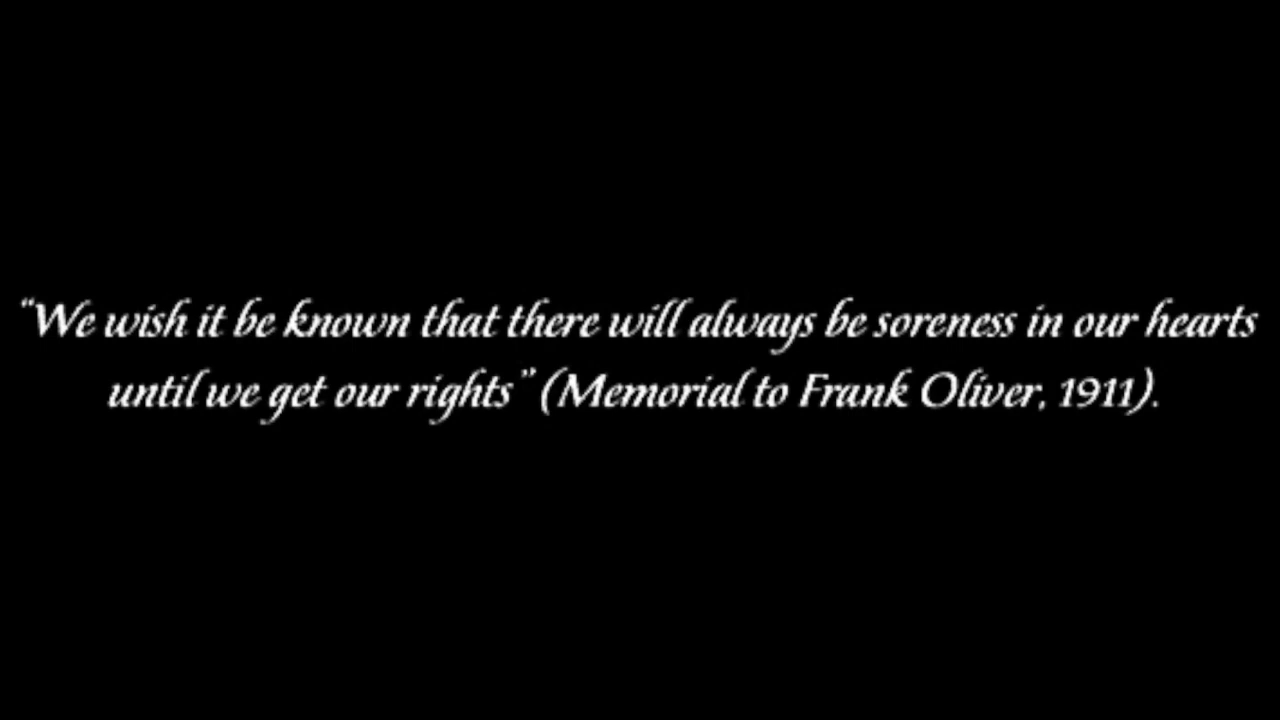 “We wish it be known that there will always be soreness in our hearts
until we get our rights” (Memorial to Frank Oliver, 1911).